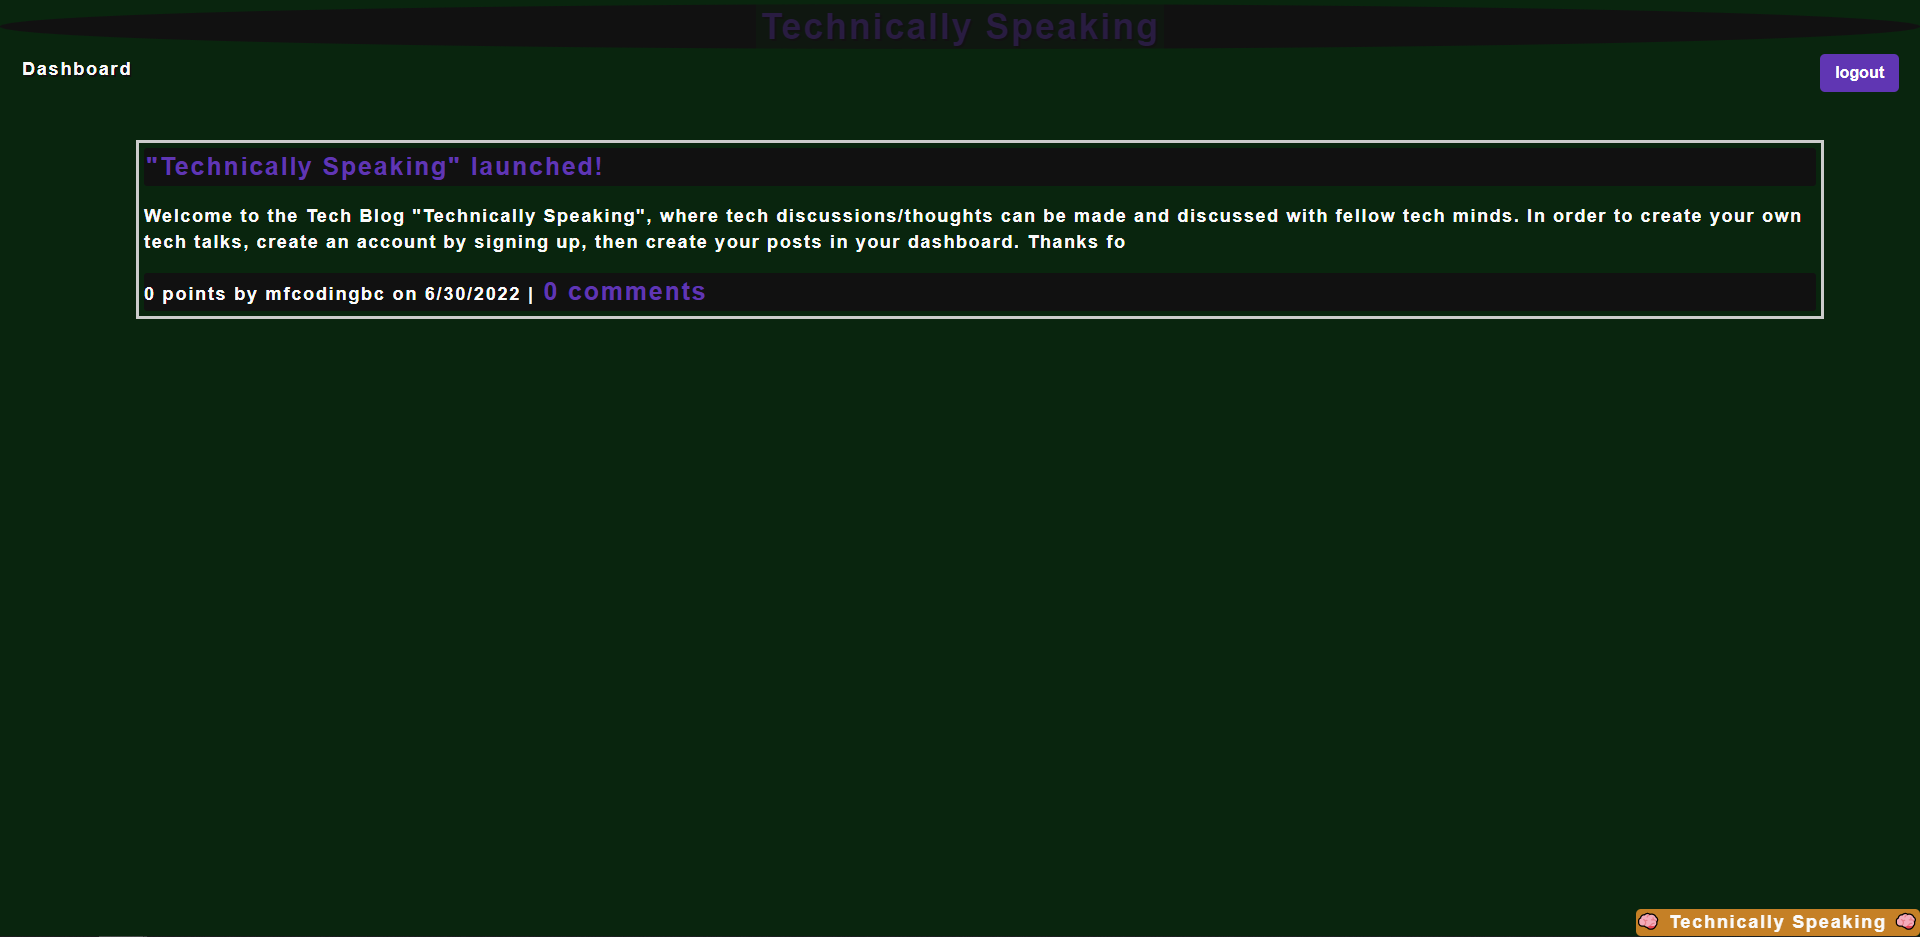 Technically Speaking
Dashboard
logout
"Technically Speaking" launched!
Welcome to the Tech Blog "Technically Speaking", where tech discussions/thoughts can be made and discussed with fellow tech minds. In order to create your own
tech talks, create an account by signing up, then create your posts in your dashboard. Thanks fo
0 points by mfcodingbc on 6/30/2022 | 0 comments
🧠 Technically Speaking 🧠